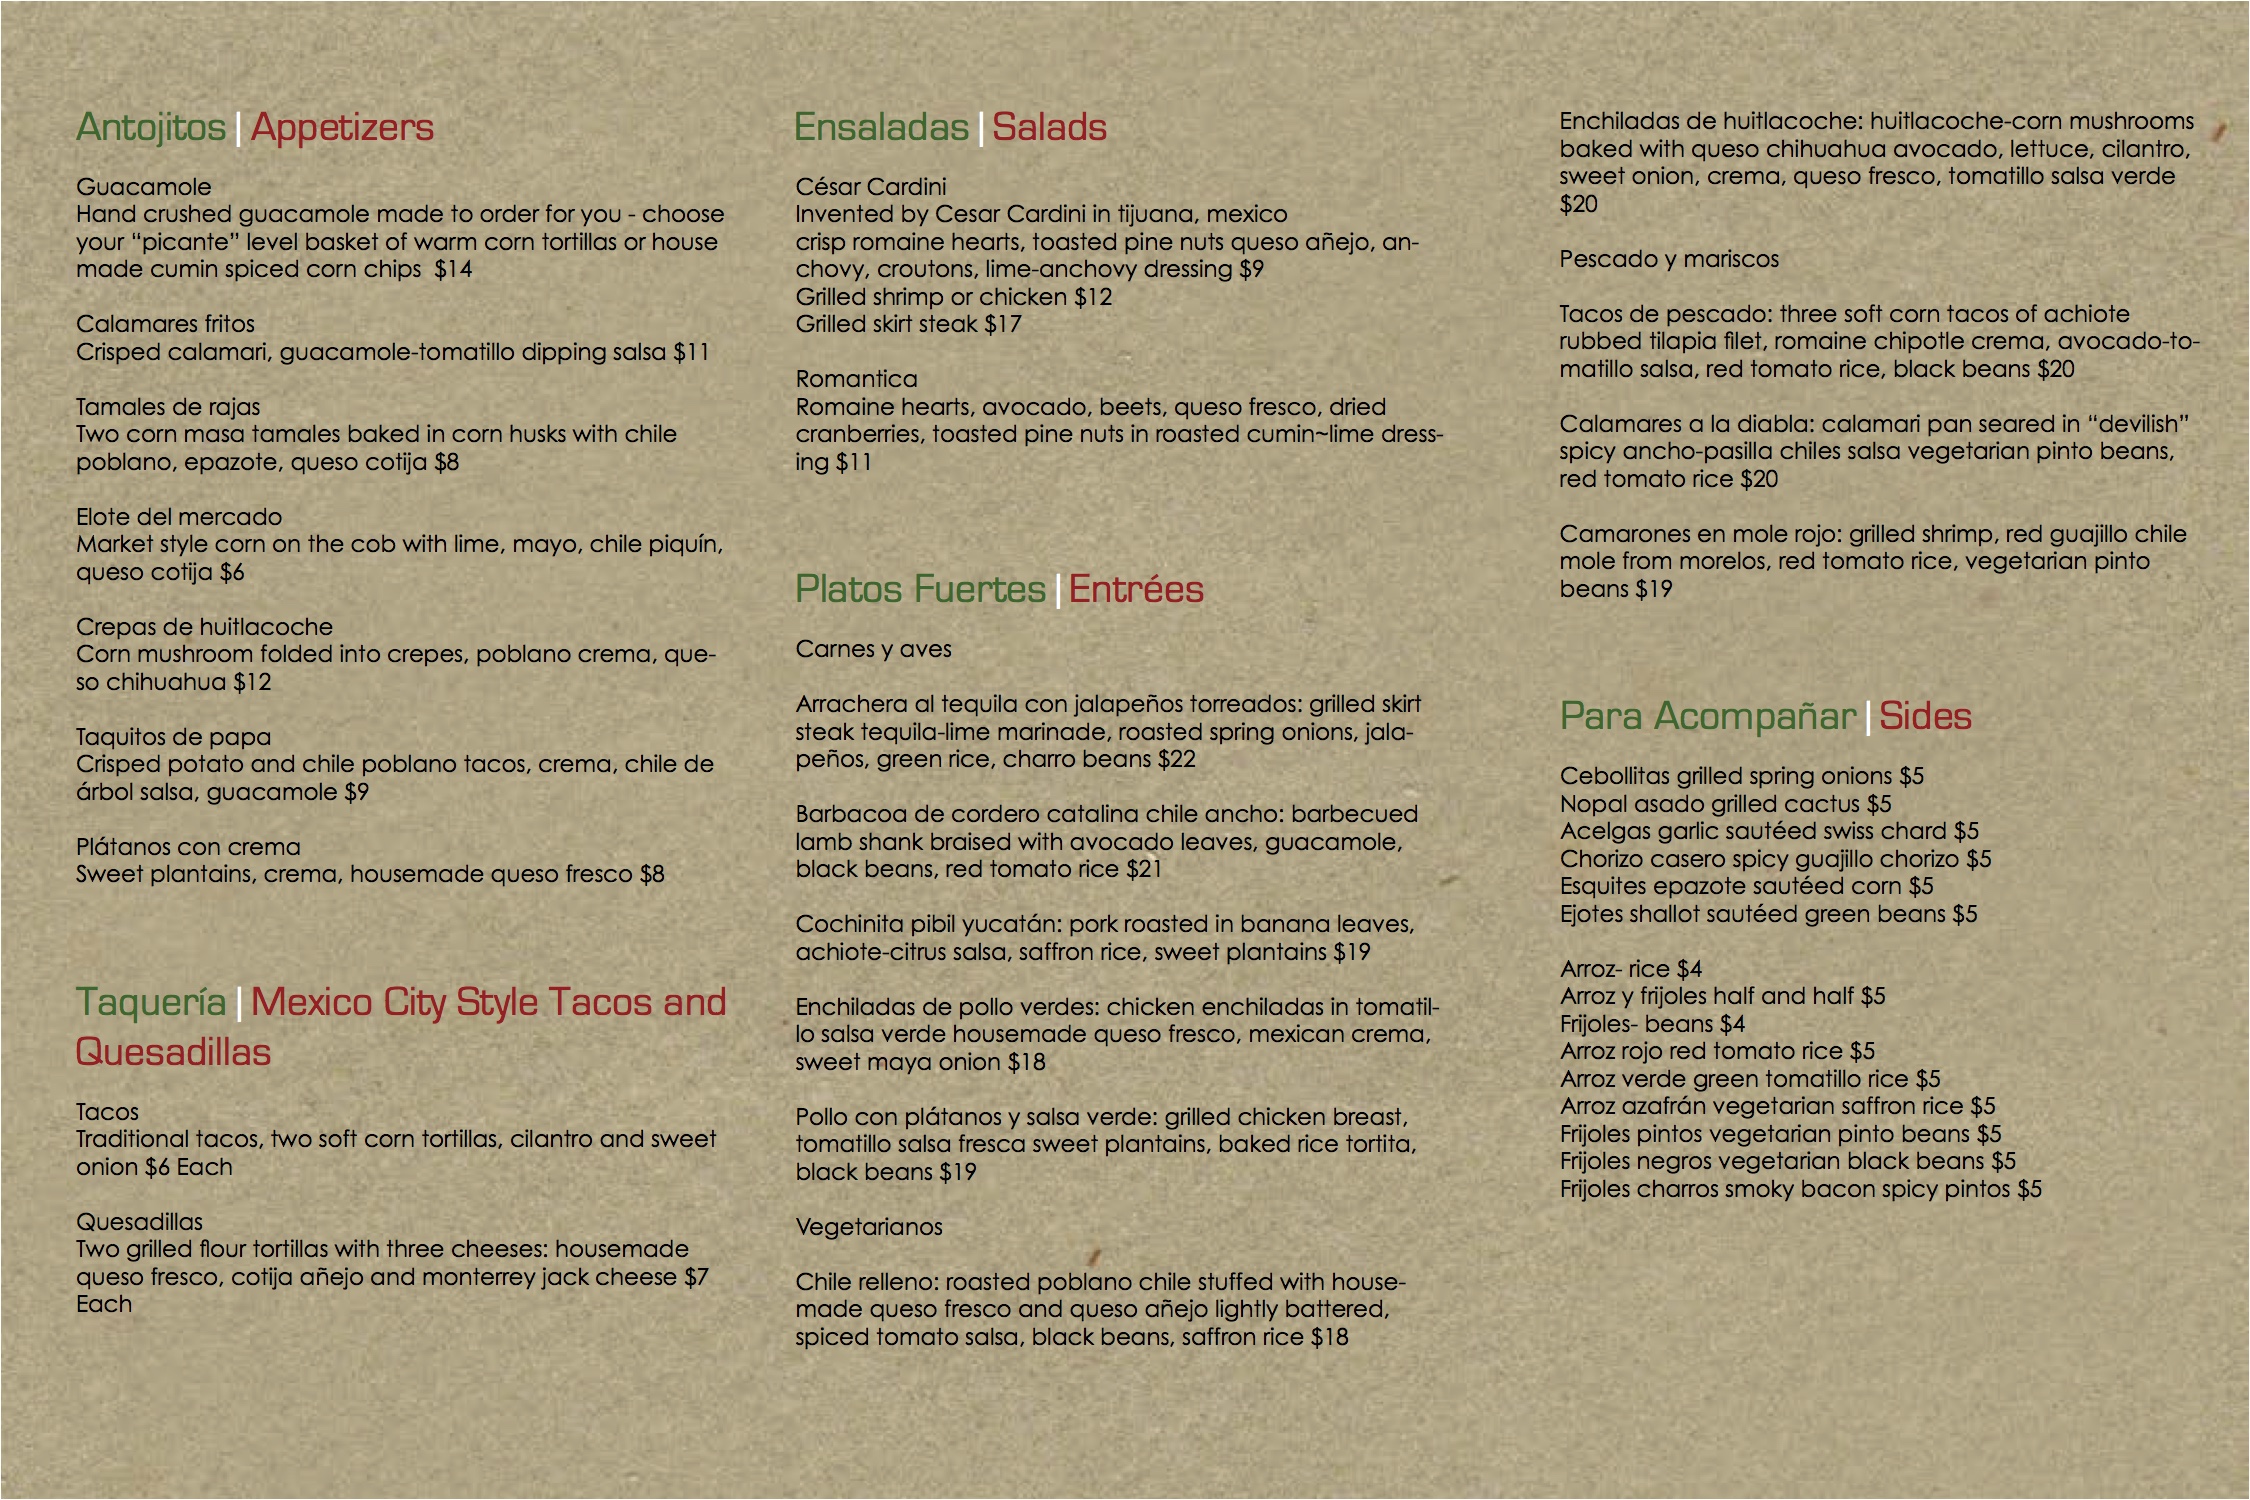 Antojitos | Appetizers
Guacamole
Hand crushed guacamole made to order for you - choose
your “picante” level basket of warm corn tortillas or house
made cumin spiced corn chips  $14
Calamares fritos
Crisped calamari, guacamole-tomatillo dipping salsa $11
Tamales de rajas
Two corn masa tamales baked in corn husks with chile
poblano, epazote, queso cotija $8
Elote del mercado
Market style corn on the cob with lime, mayo, chile piquín,
queso cotija $6
Crepas de huitlacoche
Corn mushroom folded into crepes, poblano crema, que-
so chihuahua $12
Taquitos de papa
Crisped potato and chile poblano tacos, crema, chile de
árbol salsa, guacamole $9
Plátanos con crema
Sweet plantains, crema, housemade queso fresco $8
Taquería | Mexico City Style Tacos and
Quesadillas
Tacos
Traditional tacos, two soft corn tortillas, cilantro and sweet
onion $6 Each
Quesadillas
Two grilled flour tortillas with three cheeses: housemade
queso fresco, cotija añejo and monterrey jack cheese $7
Each
Ensaladas | Salads
César Cardini
Invented by Cesar Cardini in tijuana, mexico
crisp romaine hearts, toasted pine nuts queso añejo, an-
chovy, croutons, lime-anchovy dressing $9
Grilled shrimp or chicken $12
Grilled skirt steak $17
Romantica
Romaine hearts, avocado, beets, queso fresco, dried
cranberries, toasted pine nuts in roasted cumin~lime dress-
ing $11
Platos Fuertes | Entrées
Carnes y aves
Arrachera al tequila con jalapeños torreados: grilled skirt
steak tequila-lime marinade, roasted spring onions, jala-
peños, green rice, charro beans $22
Barbacoa de cordero catalina chile ancho: barbecued
lamb shank braised with avocado leaves, guacamole,
black beans, red tomato rice $21
Cochinita pibil yucatán: pork roasted in banana leaves,
achiote-citrus salsa, saffron rice, sweet plantains $19
Enchiladas de pollo verdes: chicken enchiladas in tomatil-
lo salsa verde housemade queso fresco, mexican crema,
sweet maya onion $18
Pollo con plátanos y salsa verde: grilled chicken breast,
tomatillo salsa fresca sweet plantains, baked rice tortita,
black beans $19
Vegetarianos
Chile relleno: roasted poblano chile stuffed with house-
made queso fresco and queso añejo lightly battered,
spiced tomato salsa, black beans, saffron rice $18
Enchiladas de huitlacoche: huitlacoche-corn mushrooms
baked with queso chihuahua avocado, lettuce, cilantro,
sweet onion, crema, queso fresco, tomatillo salsa verde
$20
Pescado y mariscos
Tacos de pescado: three soft corn tacos of achiote
rubbed tilapia filet, romaine chipotle crema, avocado-to-
matillo salsa, red tomato rice, black beans $20
Calamares a la diabla: calamari pan seared in “devilish”
spicy ancho-pasilla chiles salsa vegetarian pinto beans,
red tomato rice $20
Camarones en mole rojo: grilled shrimp, red guajillo chile
mole from morelos, red tomato rice, vegetarian pinto
beans $19
Para Acompañar | Sides
Cebollitas grilled spring onions $5
Nopal asado grilled cactus $5
Acelgas garlic sautéed swiss chard $5
Chorizo casero spicy guajillo chorizo $5
Esquites epazote sautéed corn $5
Ejotes shallot sautéed green beans $5
Arroz- rice $4
Arroz y frijoles half and half $5
Frijoles- beans $4
Arroz rojo red tomato rice $5
Arroz verde green tomatillo rice $5
Arroz azafrán vegetarian saffron rice $5
Frijoles pintos vegetarian pinto beans $5
Frijoles negros vegetarian black beans $5
Frijoles charros smoky bacon spicy pintos $5